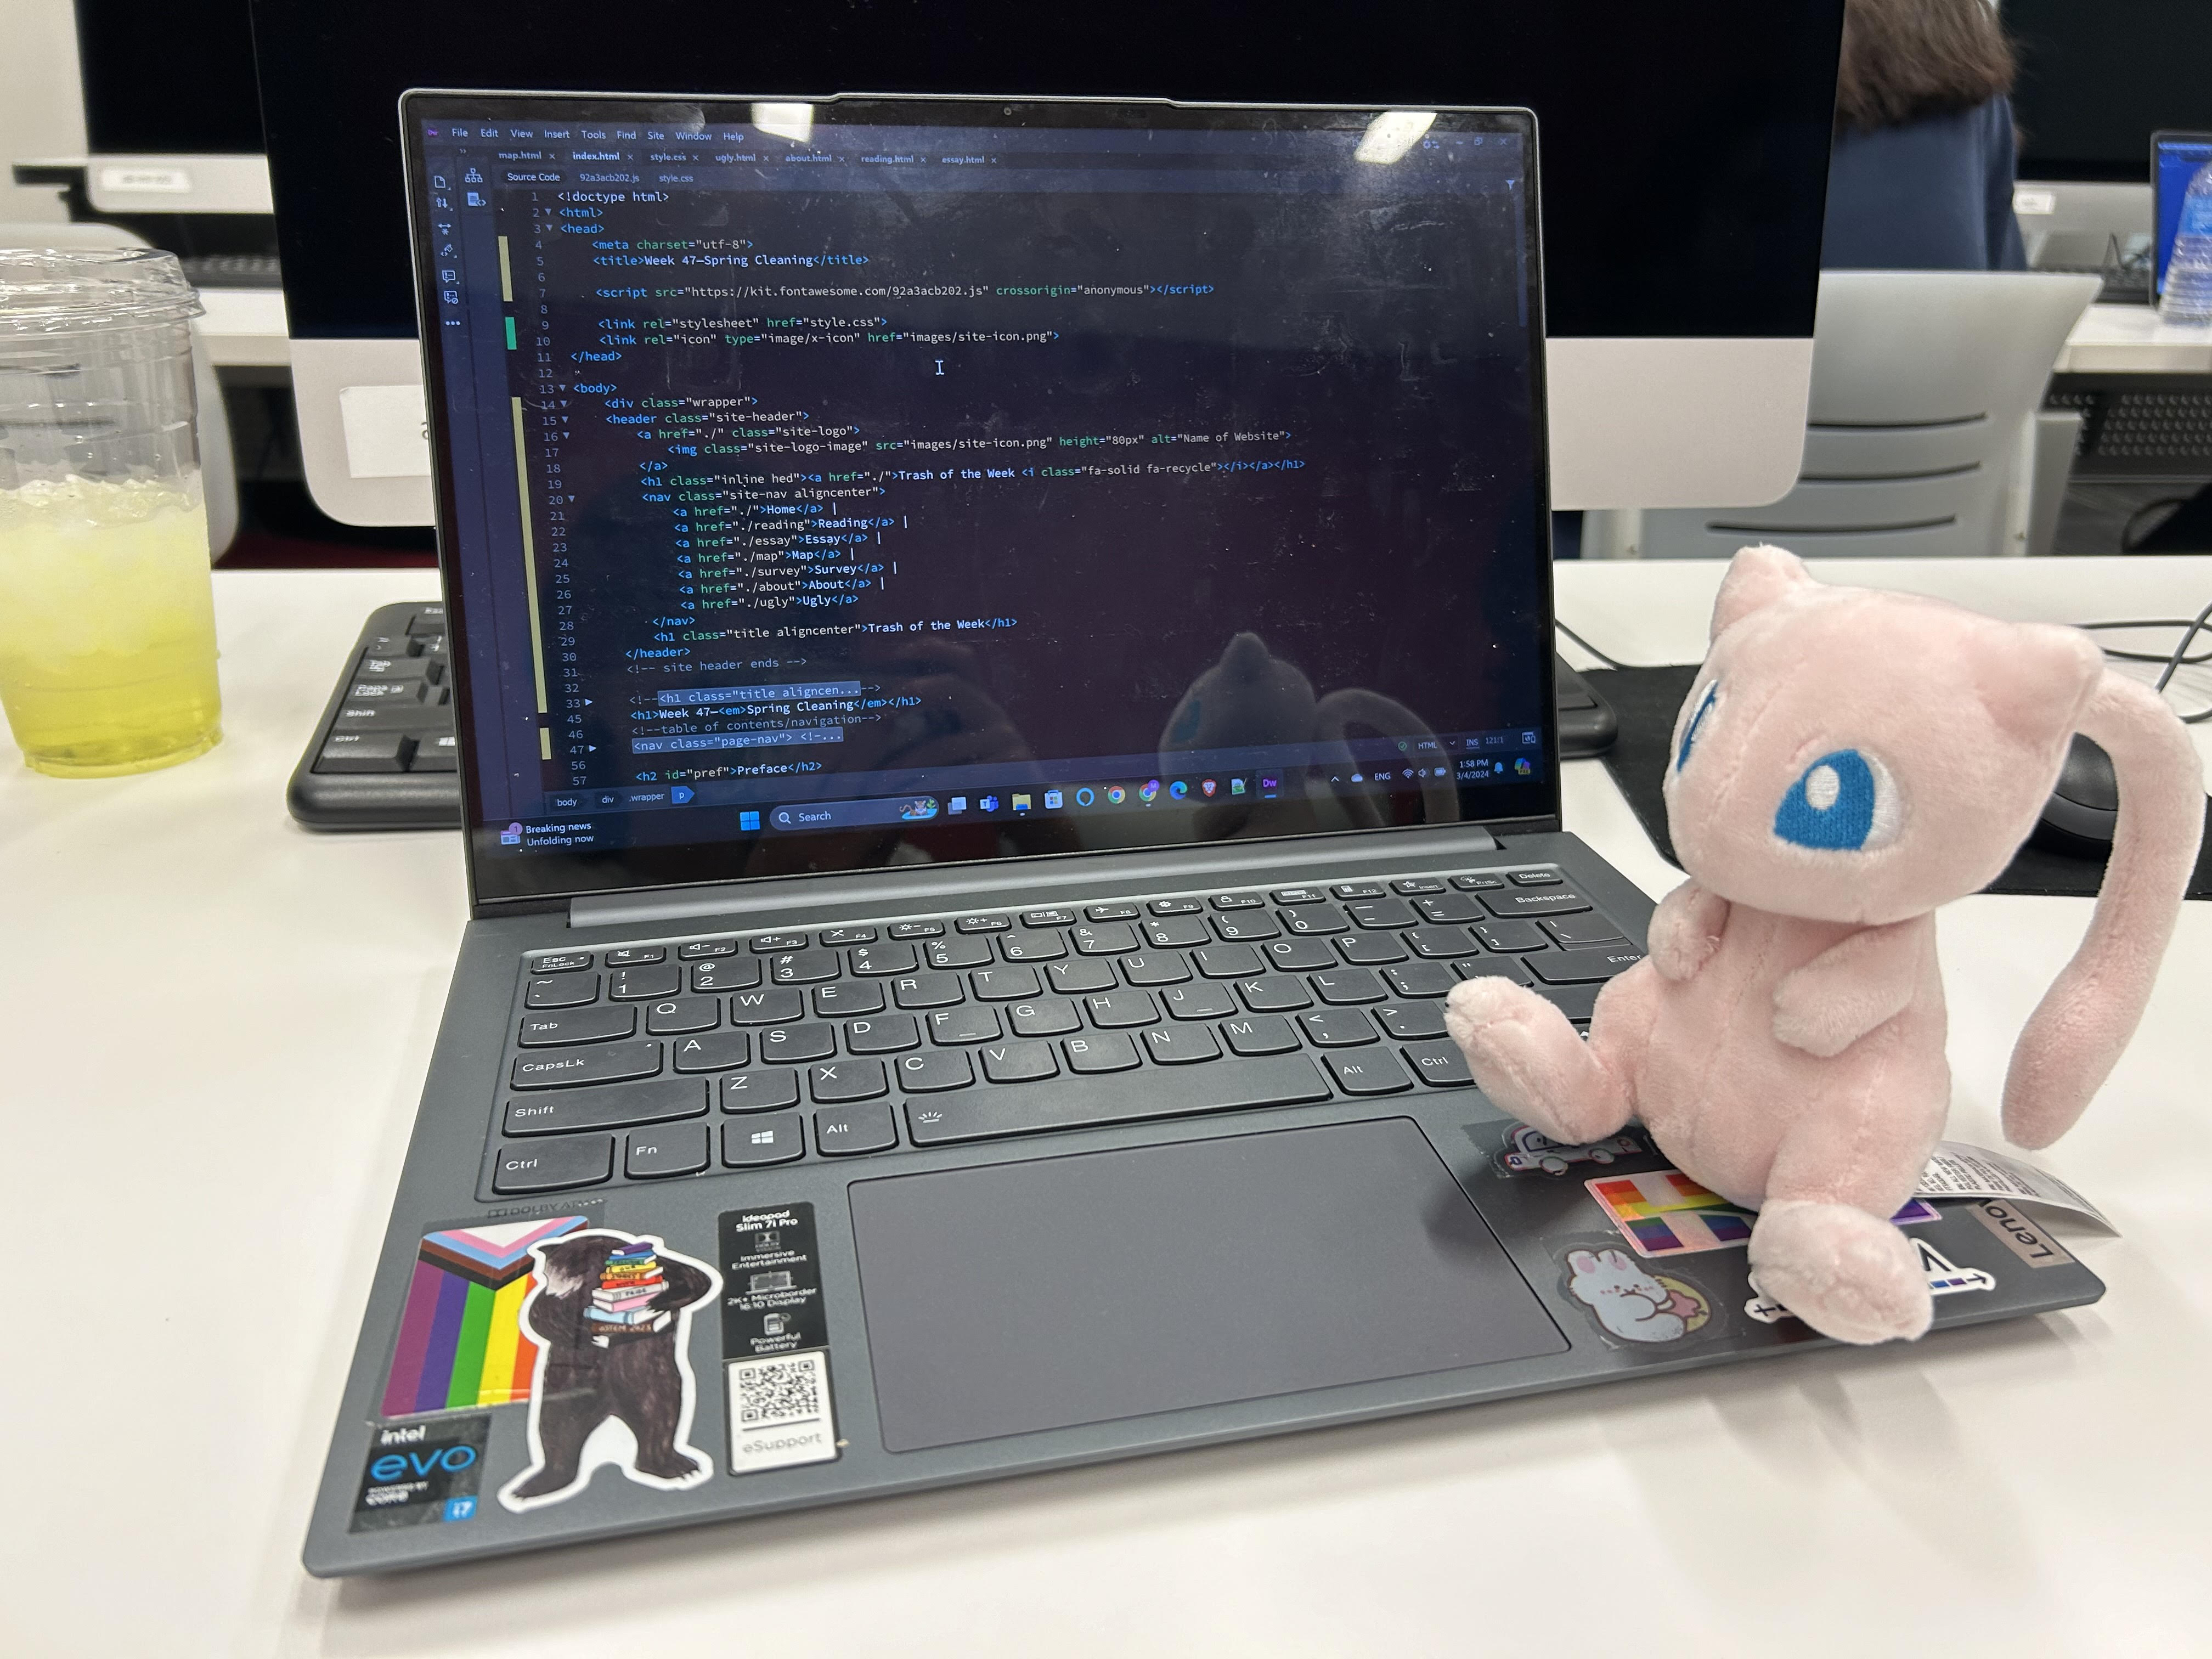 File Edit View Insert Tools Find Site Window Help
map.html × index.html × style.css × ugly.html × about.html × reading.html × essay.html ×
Source Code 92a3acb202.js style.css
1 <!doctype html>
2 <html>
3 <head>
4 <meta charset="utf-8">
5 <title>Week 47—Spring Cleaning</title>
6
7 <script src="https://kit.fontawesome.com/92a3acb202.js" crossorigin="anonymous"></script>
8
9 <link rel="stylesheet" href="style.css">
10 <link rel="icon" type="image/x-icon" href="images/site-icon.png">
11 </head>
12
13 <body>
14 <div class="wrapper">
15 <header class="site-header">
16 <a href="./" class="site-logo">
17 <img class="site-logo-image" src="images/site-icon.png" height="80px" alt="Name of Website">
18 </a>
19 <h1 class="inline hed"><a href="./">Trash of the Week <i class="fa-solid fa-recycle"></i></a></h1>
20 <nav class="site-nav aligncenter">
21 <a href="./">Home</a> |
22 <a href="./reading">Reading</a> |
23 <a href="./essay">Essay</a> |
24 <a href="./map">Map</a> |
25 <a href="./survey">Survey</a> |
26 <a href="./about">About</a> |
27 <a href="./ugly">Ugly</a>
28 </nav>
29 <h1 class="title aligncenter">Trash of the Week</h1>
30 </header>
31 <!-- site header ends -->
32
33 <!--<h1 class="title aligncen...-->
45 <h1>Week 47—<em>Spring Cleaning</em></h1>
46 <!--table of contents/navigation-->
47 <nav class="page-nav"> <!-...
56
57 <h2 id="pref">Preface</h2>
body div .wrapper p
HTML INS 121:1
Breaking news
Unfolding now
Search
Dw
ENG
1:58 PM
3/4/2024
Esc FnLock F1 F2 F3 F4 F5 F6 F7 F8 F9 F10 F11 F12 Insert PrtSc Delete
~ ` ! 1 @ 2 # 3 $ 4 % 5 ^ 6 & 7 * 8 ( 9 ) 0 _ - + = Backspace
Tab Q W E R T Y U I O P { [ } ] | \
CapsLk A S D F G H J K L : ; " ' Enter
Shift Z X C V B N M < , > .
Ctrl Fn Alt Alt Ctrl
DOLBY
ideapad
Slim 7i Pro
Immersive
Entertainment
2K+ Microborder
16:10 Display
Powerful
Battery
eSupport
intel
evo
POWERED BY
CORE
i7
Shift
Ctrl
Leno